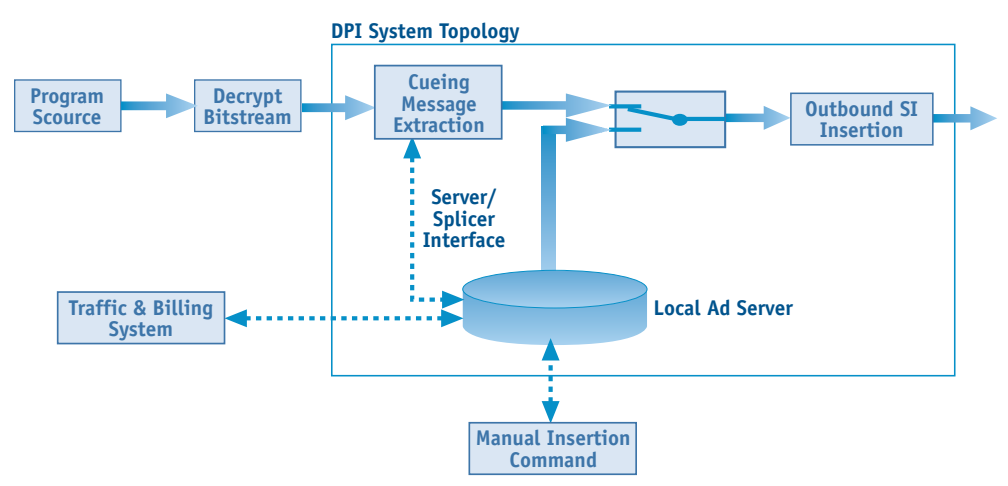 DPI System Topology
Program
Scource
Decrypt
Bitstream
Cueing
Message
Extraction
Outbound SI
Insertion
Server/
Splicer
Interface
Traffic & Billing
System
Local Ad Server
Manual Insertion
Command